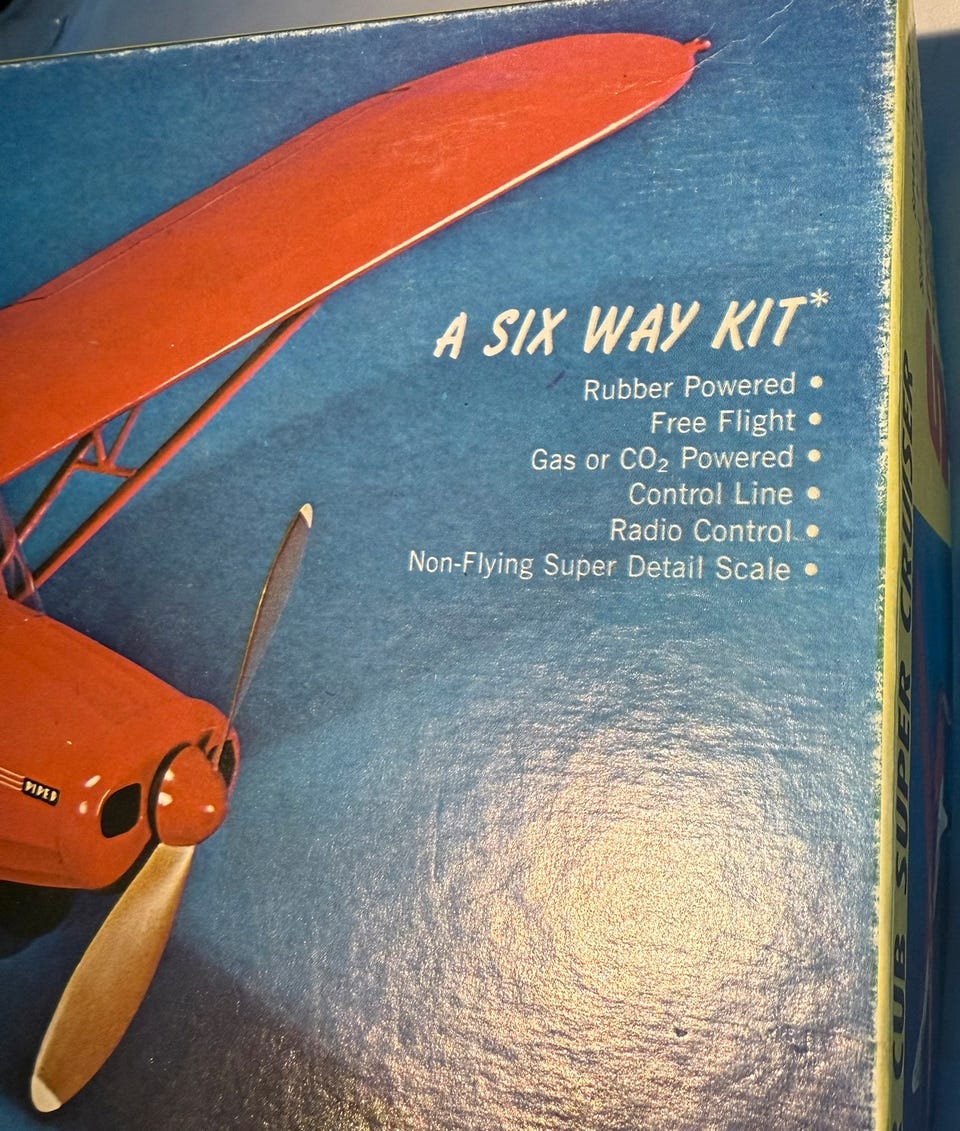 A SIX WAY KIT*
Rubber Powered •
Free Flight •
Gas or CO₂ Powered •
Control Line •
Radio Control •
Non-Flying Super Detail Scale •
PIPER
CUB SUPER CRUISER